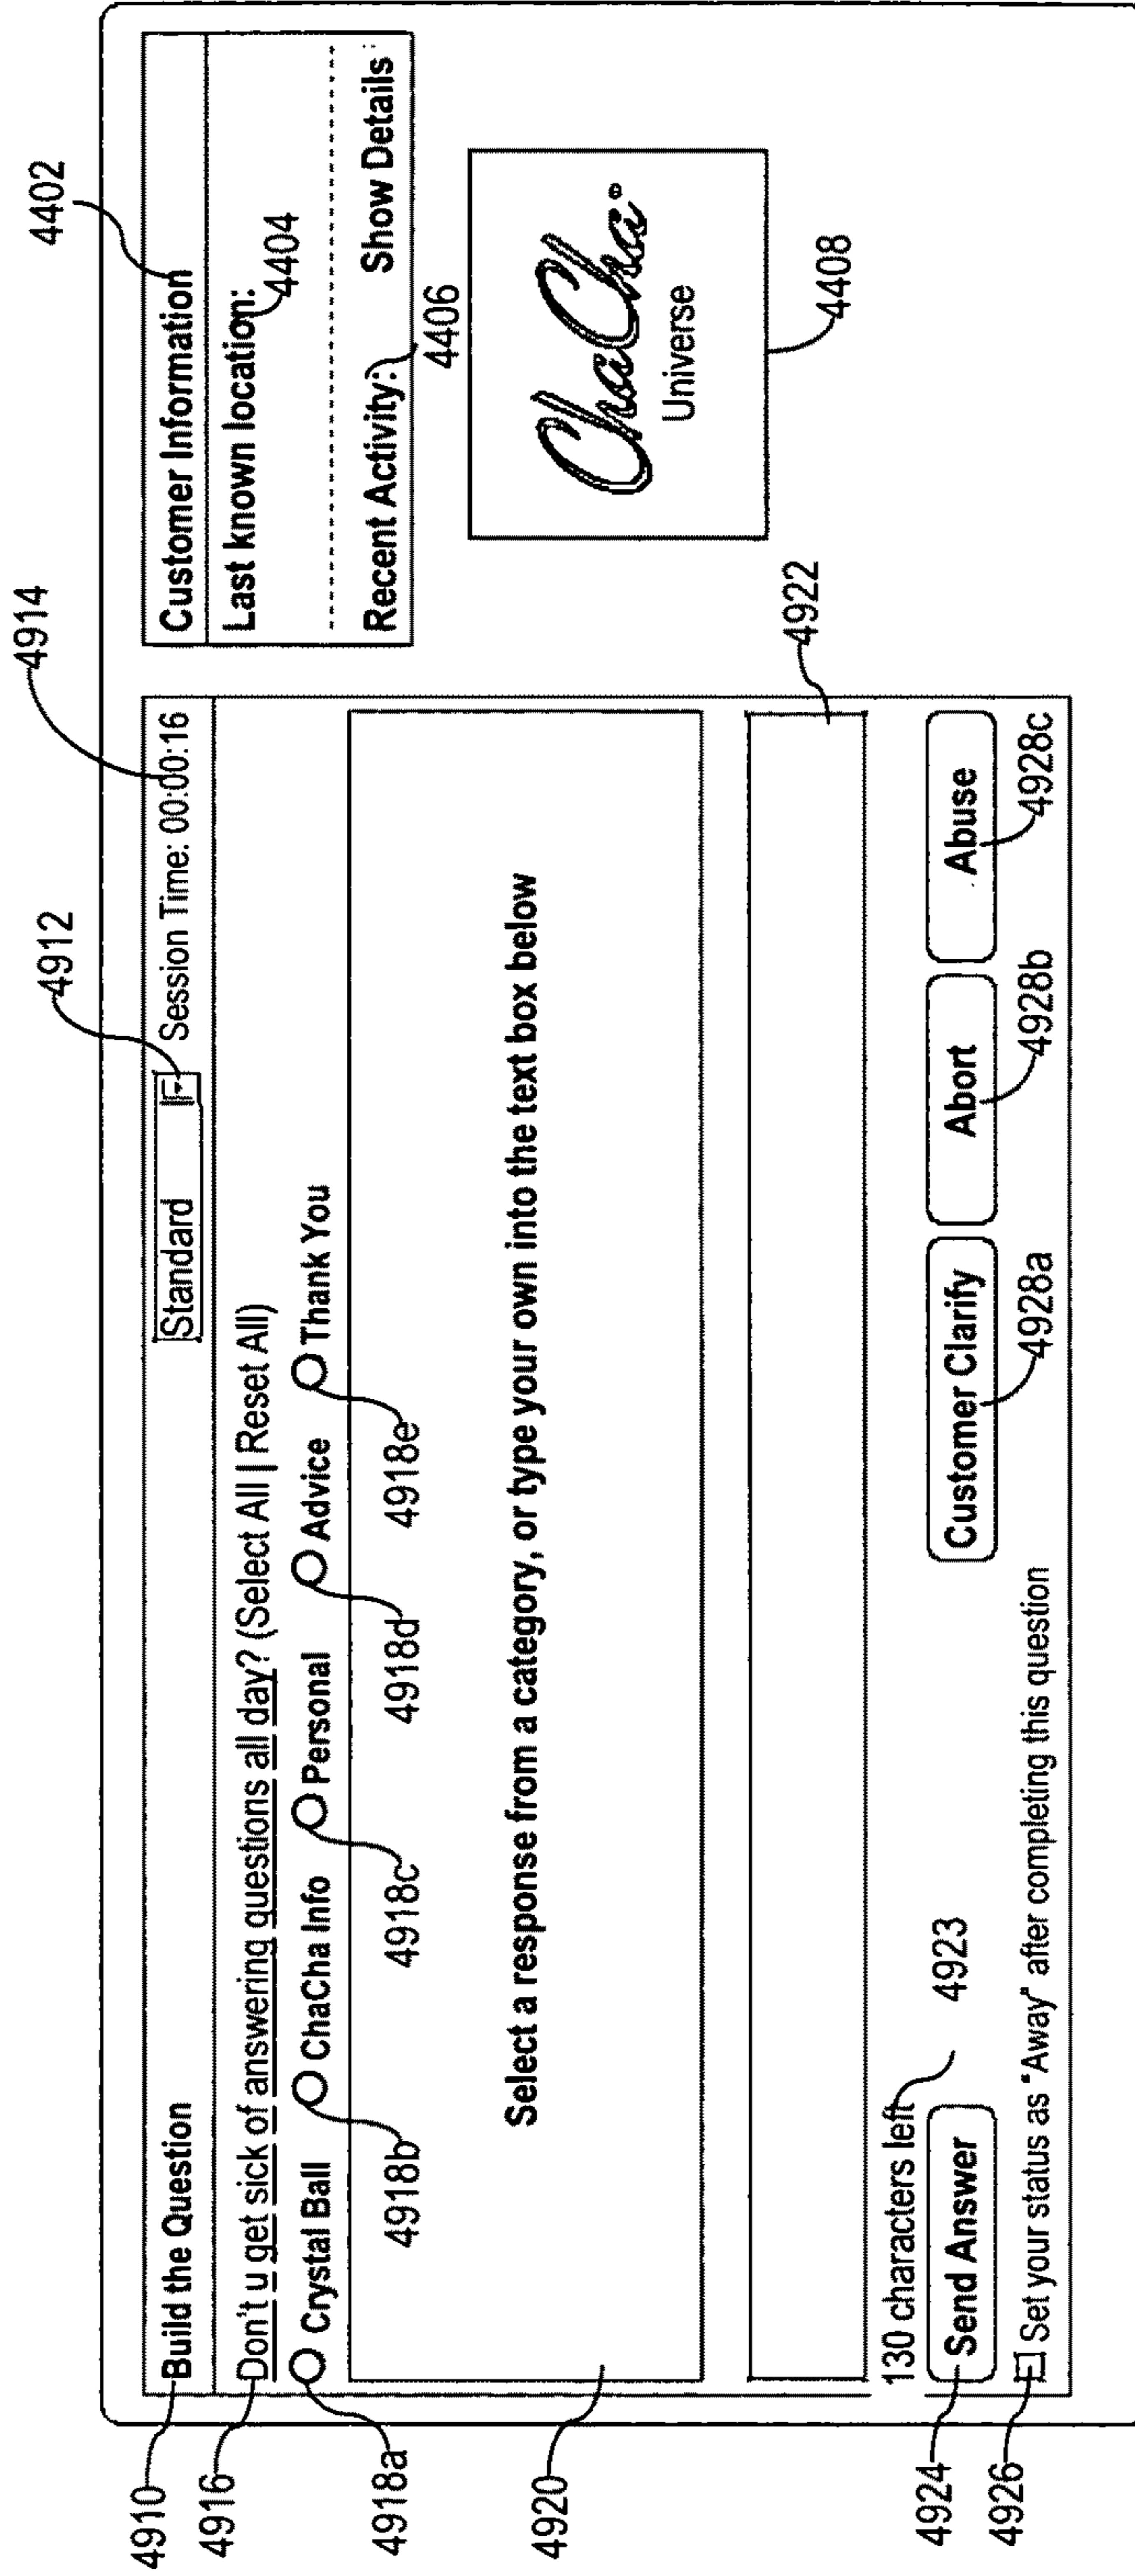 4910
Build the Question
Standard
4912
Session Time: 00:00:16
4914
4916
Don't u get sick of answering questions all day? (Select All | Reset All)
4918a
Crystal Ball
4918b
ChaCha Info
4918c
Personal
4918d
Advice
4918e
Thank You
4920
Select a response from a category, or type your own into the text box below
4922
130 characters left
4923
4924
Send Answer
Customer Clarify
4928a
Abort
4928b
Abuse
4928c
4926
Set your status as "Away" after completing this question
Customer Information
4402
Last known location:
4404
Recent Activity:
4406
Show Details
ChaCha
Universe
4408